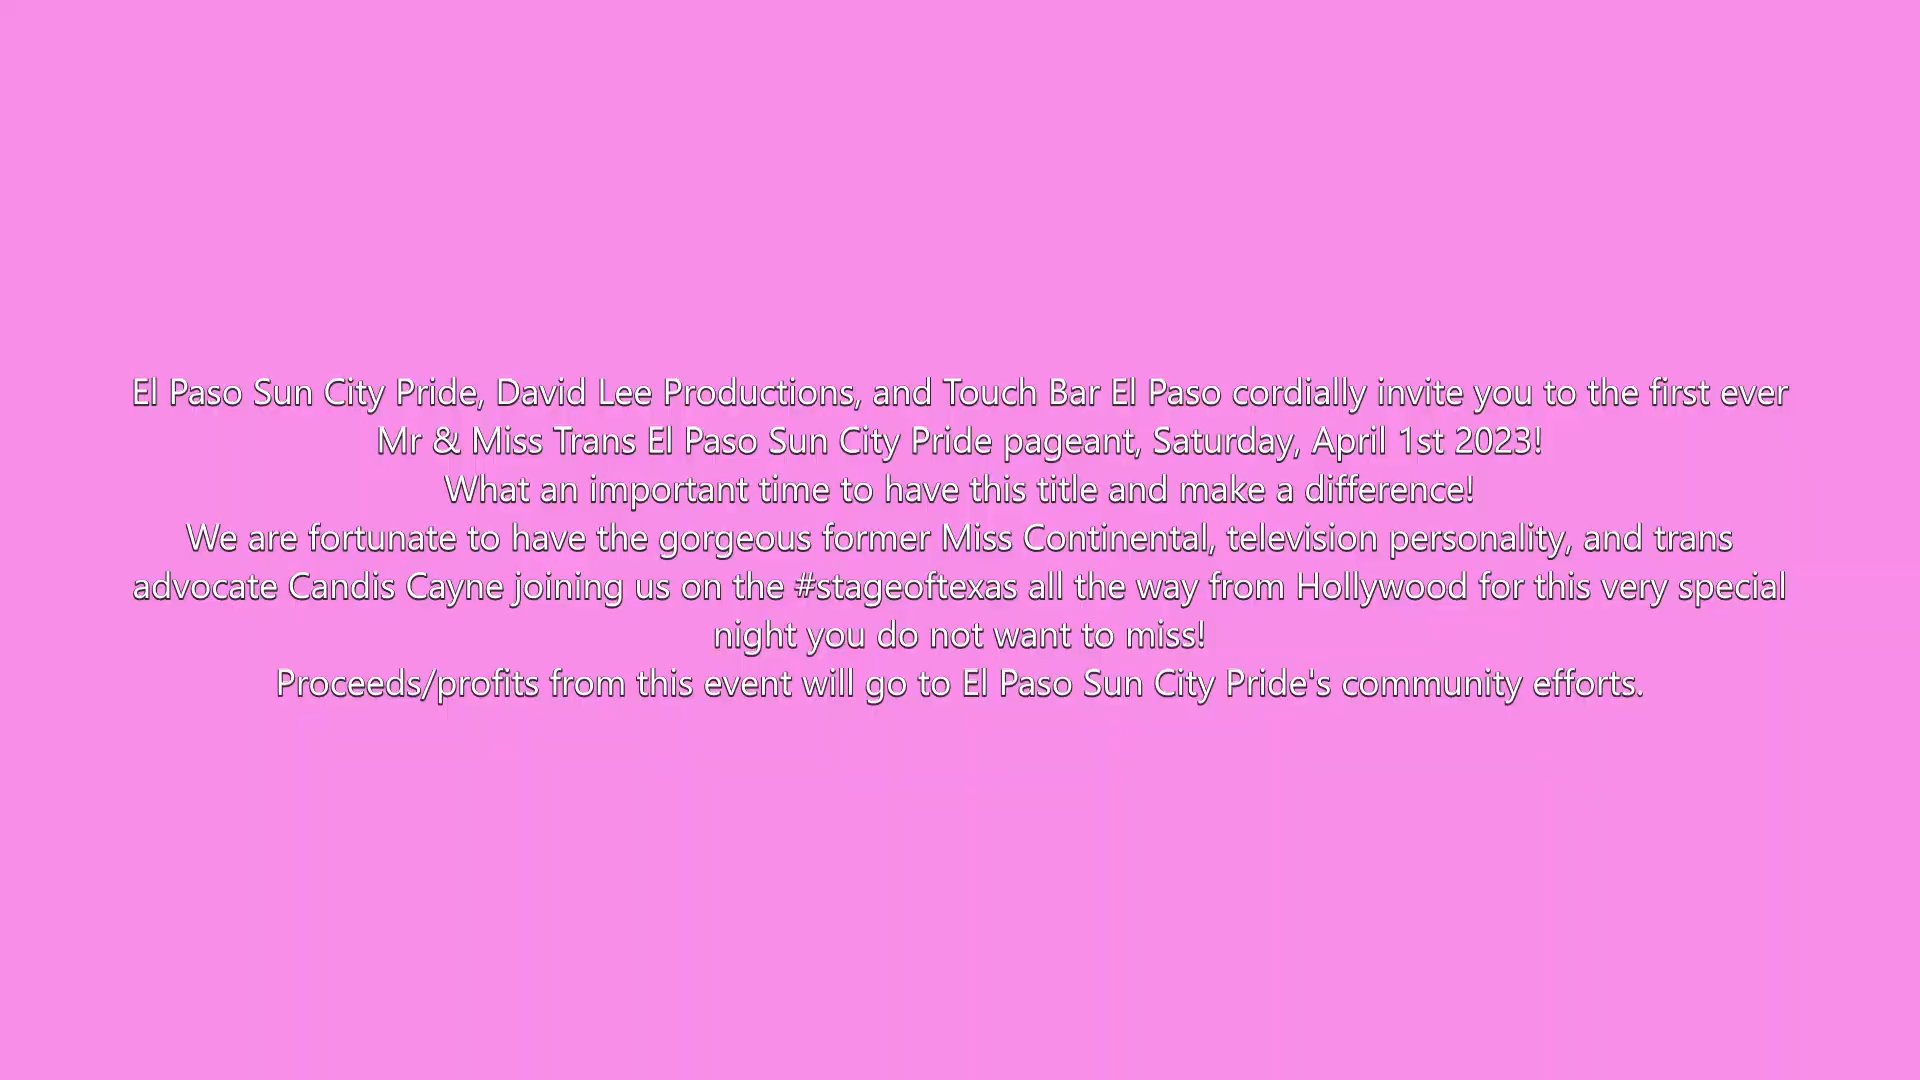 El Paso Sun City Pride, David Lee Productions, and Touch Bar El Paso cordially invite you to the first ever
Mr & Miss Trans El Paso Sun City Pride pageant, Saturday, April 1st 2023!
What an important time to have this title and make a difference!
We are fortunate to have the gorgeous former Miss Continental, television personality, and trans
advocate Candis Cayne joining us on the #stageoftexas all the way from Hollywood for this very special
night you do not want to miss!
Proceeds/profits from this event will go to El Paso Sun City Pride's community efforts.